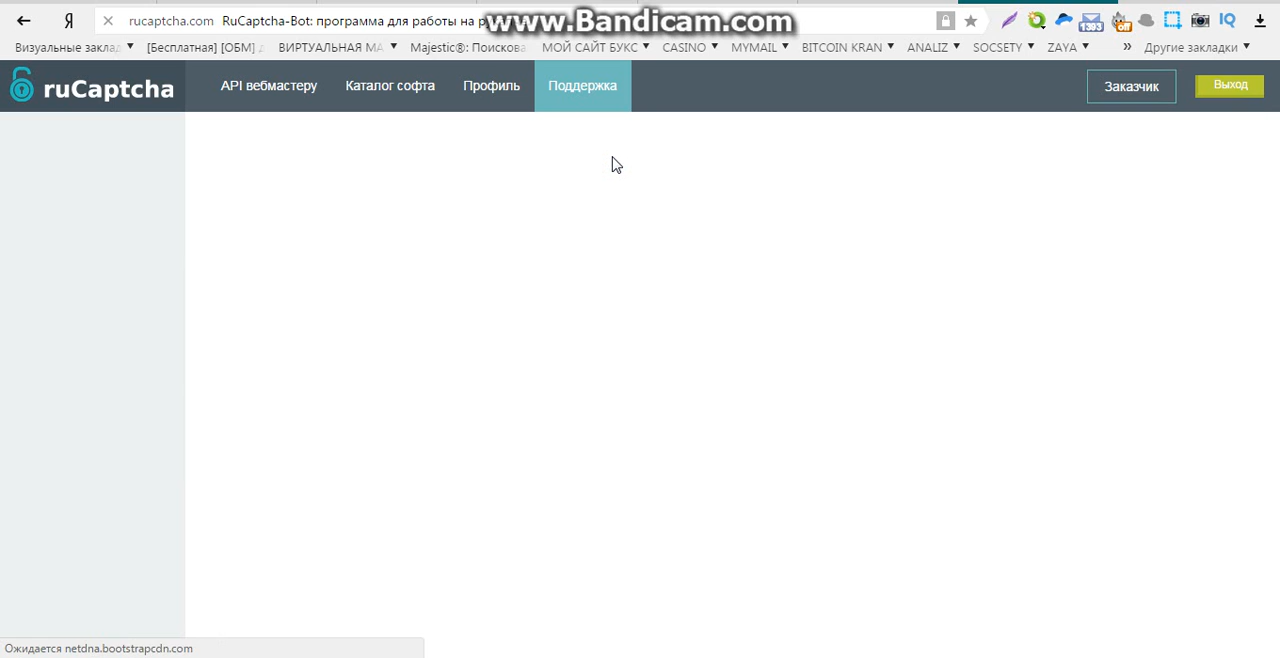 www.Bandicam.com
Я rucaptcha.com RuCaptcha-Bot: программа для работы на
Визуальные заклад [Бесплатная] [ОБМ] ВИРТУАЛЬНАЯ МА Majestic®: Поискова МОЙ САЙТ БУКС CASINO MYMAIL BITCOIN KRAN ANALIZ SOCSETY ZAYA » Другие закладки
1393 Off IQ
ruCaptcha API вебмастеру Каталог софта Профиль Поддержка Заказчик Выход
Ожидается netdna.bootstrapcdn.com